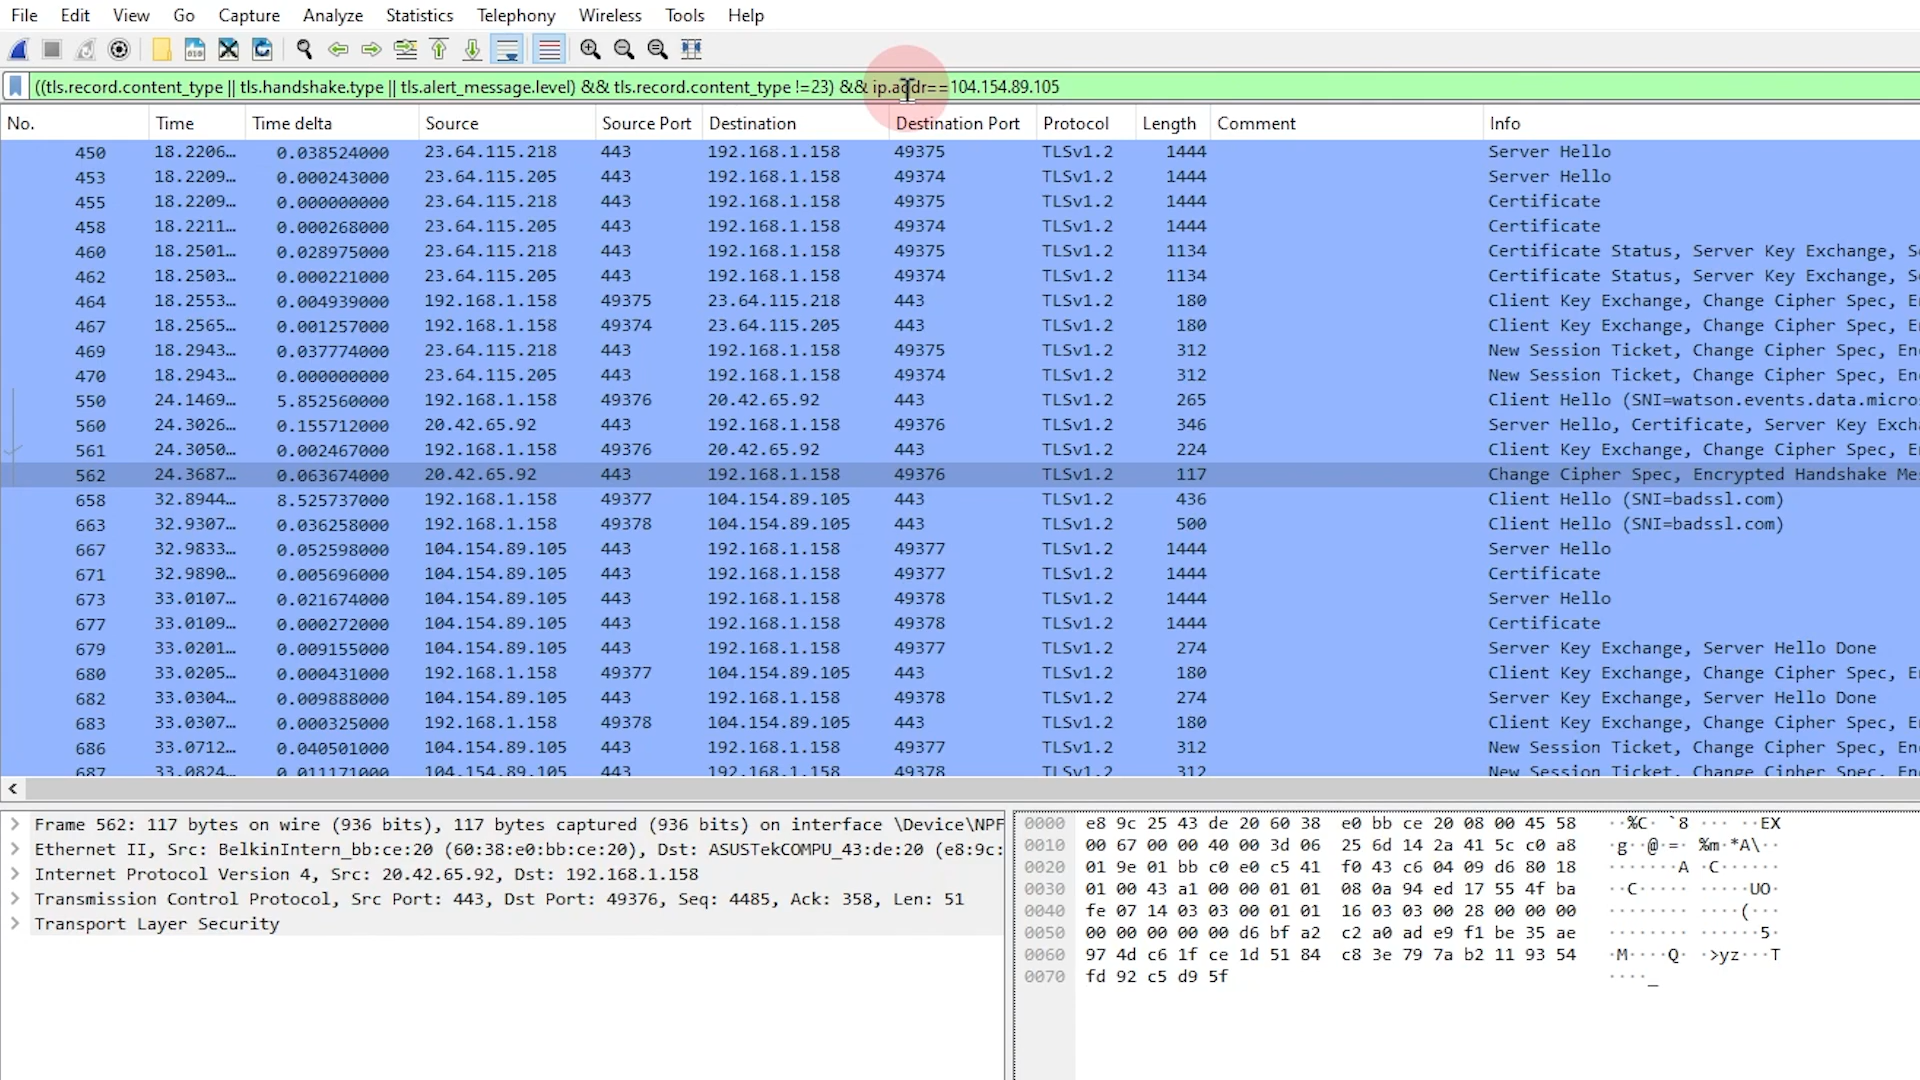 File Edit View Go Capture Analyze Statistics Telephony Wireless Tools Help
((tls.record.content_type || tls.handshake.type || tls.alert_message.level) && tls.record.content_type !=23) && ip.addr==104.154.89.105
No. Time Time delta Source Source Port Destination Destination Port Protocol Length Comment Info
450 18.2206… 0.038524000 23.64.115.218 443 192.168.1.158 49375 TLSv1.2 1444 Server Hello
453 18.2209… 0.000243000 23.64.115.205 443 192.168.1.158 49374 TLSv1.2 1444 Server Hello
455 18.2209… 0.000000000 23.64.115.218 443 192.168.1.158 49375 TLSv1.2 1444 Certificate
458 18.2211… 0.000268000 23.64.115.205 443 192.168.1.158 49374 TLSv1.2 1444 Certificate
460 18.2501… 0.028975000 23.64.115.218 443 192.168.1.158 49375 TLSv1.2 1134 Certificate Status, Server Key Exchange, S
462 18.2503… 0.000221000 23.64.115.205 443 192.168.1.158 49374 TLSv1.2 1134 Certificate Status, Server Key Exchange, S
464 18.2553… 0.004939000 192.168.1.158 49375 23.64.115.218 443 TLSv1.2 180 Client Key Exchange, Change Cipher Spec, E
467 18.2565… 0.001257000 192.168.1.158 49374 23.64.115.205 443 TLSv1.2 180 Client Key Exchange, Change Cipher Spec, E
469 18.2943… 0.037774000 23.64.115.218 443 192.168.1.158 49375 TLSv1.2 312 New Session Ticket, Change Cipher Spec, En
470 18.2943… 0.000000000 23.64.115.205 443 192.168.1.158 49374 TLSv1.2 312 New Session Ticket, Change Cipher Spec, En
550 24.1469… 5.852560000 192.168.1.158 49376 20.42.65.92 443 TLSv1.2 265 Client Hello (SNI=watson.events.data.micro
560 24.3026… 0.155712000 20.42.65.92 443 192.168.1.158 49376 TLSv1.2 346 Server Hello, Certificate, Server Key Exch
561 24.3050… 0.002467000 192.168.1.158 49376 20.42.65.92 443 TLSv1.2 224 Client Key Exchange, Change Cipher Spec, E
562 24.3687… 0.063674000 20.42.65.92 443 192.168.1.158 49376 TLSv1.2 117 Change Cipher Spec, Encrypted Handshake Me
658 32.8944… 8.525737000 192.168.1.158 49377 104.154.89.105 443 TLSv1.2 436 Client Hello (SNI=badssl.com)
663 32.9307… 0.036258000 192.168.1.158 49378 104.154.89.105 443 TLSv1.2 500 Client Hello (SNI=badssl.com)
667 32.9833… 0.052598000 104.154.89.105 443 192.168.1.158 49377 TLSv1.2 1444 Server Hello
671 32.9890… 0.005696000 104.154.89.105 443 192.168.1.158 49377 TLSv1.2 1444 Certificate
673 33.0107… 0.021674000 104.154.89.105 443 192.168.1.158 49378 TLSv1.2 1444 Server Hello
677 33.0109… 0.000272000 104.154.89.105 443 192.168.1.158 49378 TLSv1.2 1444 Certificate
679 33.0201… 0.009155000 104.154.89.105 443 192.168.1.158 49377 TLSv1.2 274 Server Key Exchange, Server Hello Done
680 33.0205… 0.000431000 192.168.1.158 49377 104.154.89.105 443 TLSv1.2 180 Client Key Exchange, Change Cipher Spec, E
682 33.0304… 0.009888000 104.154.89.105 443 192.168.1.158 49378 TLSv1.2 274 Server Key Exchange, Server Hello Done
683 33.0307… 0.000325000 192.168.1.158 49378 104.154.89.105 443 TLSv1.2 180 Client Key Exchange, Change Cipher Spec, E
686 33.0712… 0.040501000 104.154.89.105 443 192.168.1.158 49377 TLSv1.2 312 New Session Ticket, Change Cipher Spec, En
687 33.0824… 0.011171000 104.154.89.105 443 192.168.1.158 49378 TLSv1.2 312 New Session Ticket, Change Cipher Spec, En
Frame 562: 117 bytes on wire (936 bits), 117 bytes captured (936 bits) on interface \Device\NPF
Ethernet II, Src: BelkinIntern_bb:ce:20 (60:38:e0:bb:ce:20), Dst: ASUSTekCOMPU_43:de:20 (e8:9c:
Internet Protocol Version 4, Src: 20.42.65.92, Dst: 192.168.1.158
Transmission Control Protocol, Src Port: 443, Dst Port: 49376, Seq: 4485, Ack: 358, Len: 51
Transport Layer Security
0000 e8 9c 25 43 de 20 60 38 e0 bb ce 20 08 00 45 58 ··%C· `8 ··· ··EX
0010 00 67 00 00 40 00 3d 06 25 6d 14 2a 41 5c c0 a8 ·g··@·=· %m·*A\··
0020 01 9e 01 bb c0 e0 c5 41 f0 43 c6 04 09 d6 80 18 ·······A ·C······
0030 01 00 43 a1 00 00 01 01 08 0a 94 ed 17 55 4f ba ··C····· ·····UO·
0040 fe 07 14 03 03 00 01 01 16 03 03 00 28 00 00 00 ········ ····(···
0050 00 00 00 00 00 d6 bf a2 c2 a0 ad e9 f1 be 35 ae ········ ······5·
0060 97 4d c6 1f ce 1d 51 84 c8 3e 79 7a b2 11 93 54 ·M····Q· ·>yz···T
0070 fd 92 c5 d9 5f ····_